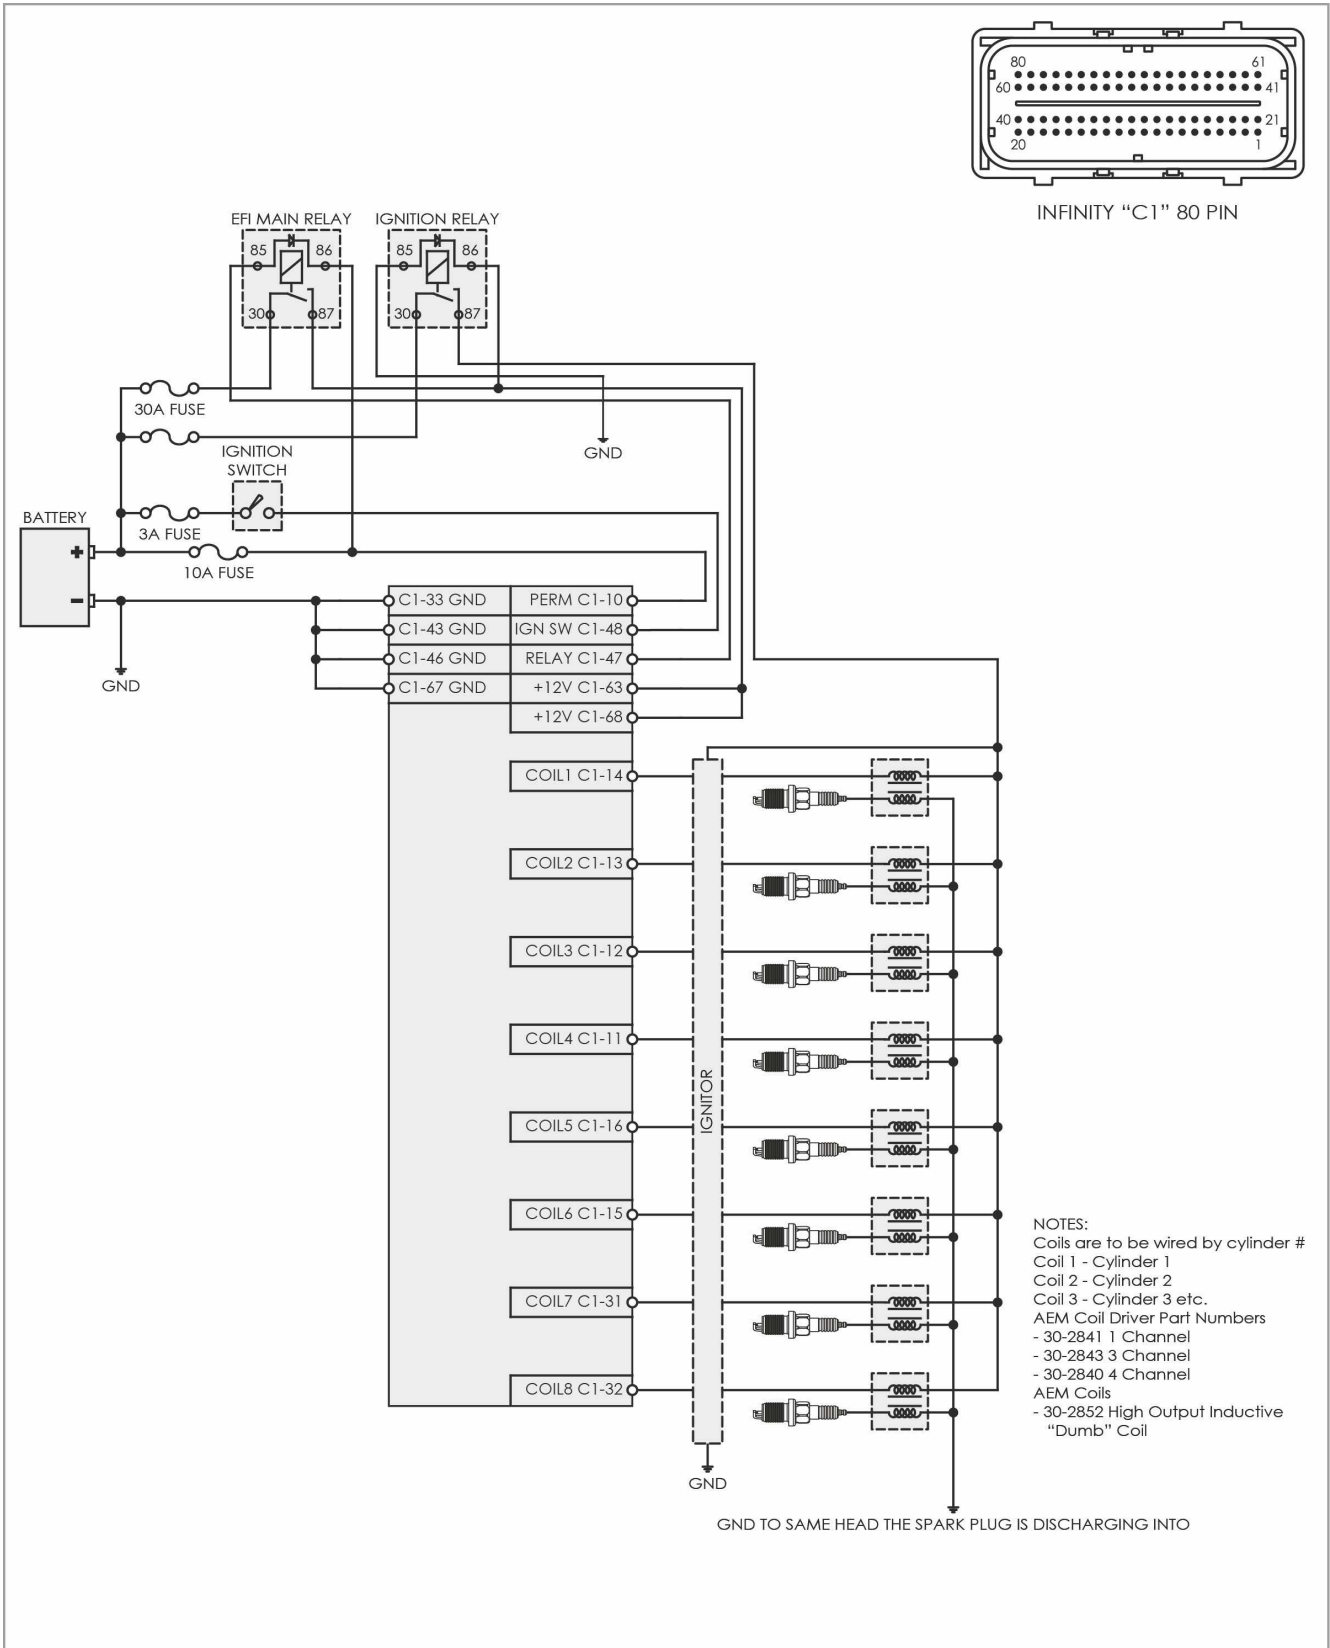 80 61
60 41
40 21
20 1
INFINITY “C1” 80 PIN
EFI MAIN RELAY
IGNITION RELAY
85 86
30 87
85 86
30 87
30A FUSE
IGNITION
SWITCH
GND
BATTERY
+
-
3A FUSE
10A FUSE
GND
C1-33 GND PERM C1-10
C1-43 GND IGN SW C1-48
C1-46 GND RELAY C1-47
C1-67 GND +12V C1-63
+12V C1-68
COIL1 C1-14
COIL2 C1-13
COIL3 C1-12
COIL4 C1-11
COIL5 C1-16
COIL6 C1-15
COIL7 C1-31
COIL8 C1-32
IGNITOR
GND
GND TO SAME HEAD THE SPARK PLUG IS DISCHARGING INTO
NOTES:
Coils are to be wired by cylinder #
Coil 1 - Cylinder 1
Coil 2 - Cylinder 2
Coil 3 - Cylinder 3 etc.
AEM Coil Driver Part Numbers
- 30-2841 1 Channel
- 30-2843 3 Channel
- 30-2840 4 Channel
AEM Coils
- 30-2852 High Output Inductive
“Dumb” Coil